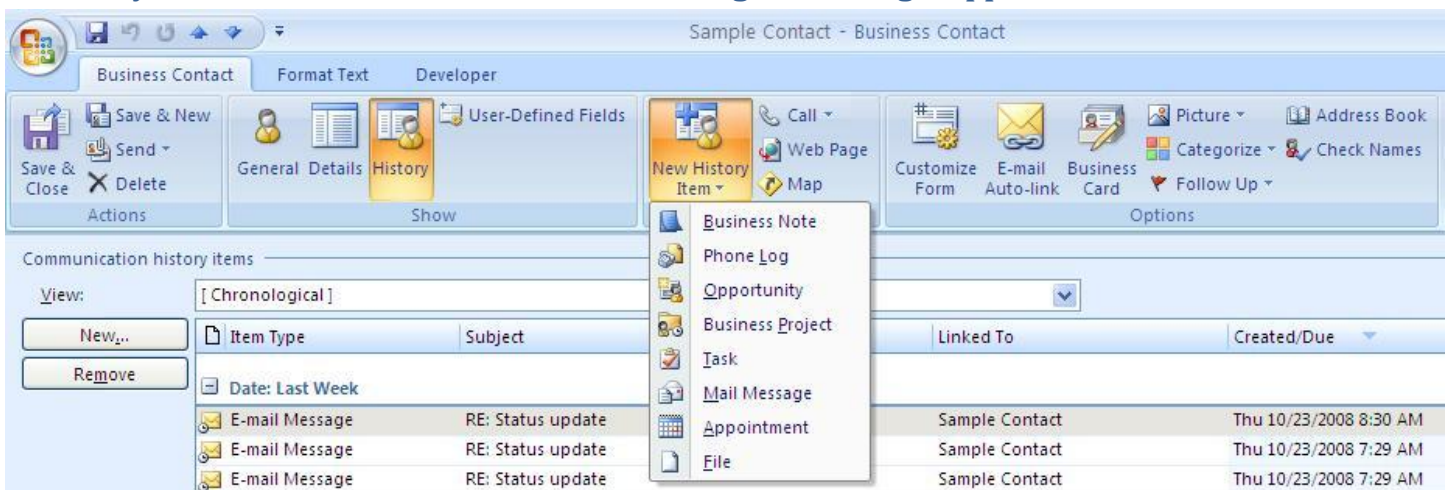 Sample Contact - Business Contact
Business Contact Format Text Developer
Save & Close
Save & New
Send
Delete
Actions
General Details History
User-Defined Fields
Show
New History Item
Call
Web Page
Map
Customize Form
E-mail Auto-link
Business Card
Picture
Categorize
Follow Up
Address Book
Check Names
Options
Business Note
Phone Log
Opportunity
Business Project
Task
Mail Message
Appointment
File
Communication history items
View: [ Chronological ]
New...
Remove
Item Type Subject Linked To Created/Due
Date: Last Week
E-mail Message RE: Status update Sample Contact Thu 10/23/2008 8:30 AM
E-mail Message RE: Status update Sample Contact Thu 10/23/2008 7:29 AM
E-mail Message RE: Status update Sample Contact Thu 10/23/2008 7:29 AM